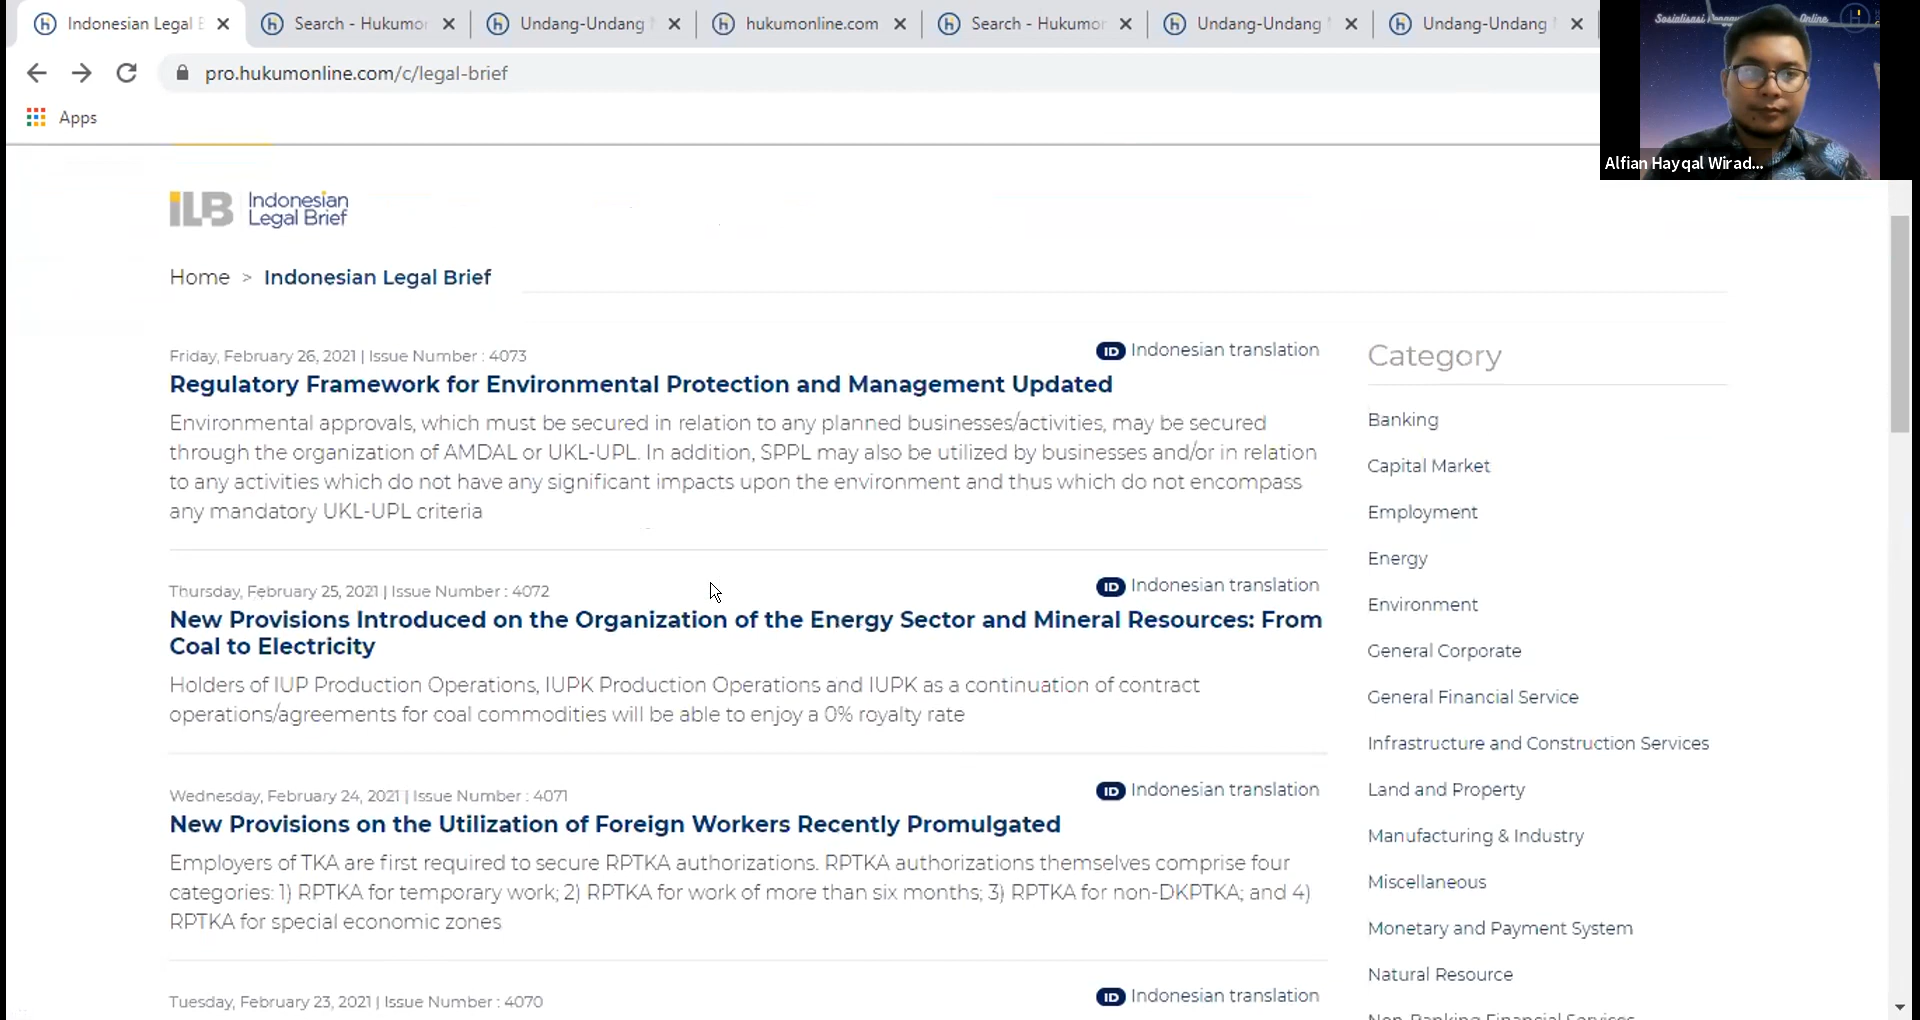 Indonesian Legal
Search - Hukumo
Undang-Undang
hukumonline.com
Search - Hukumo
Undang-Undang
Undang-Undang
pro.hukumonline.com/c/legal-brief
Apps
Sosialisasi
Online
Alfian Hayqal Wirad...
ILB Indonesian
Legal Brief
Home > Indonesian Legal Brief
Friday, February 26, 2021 | Issue Number : 4073
ID Indonesian translation
Regulatory Framework for Environmental Protection and Management Updated
Environmental approvals, which must be secured in relation to any planned businesses/activities, may be secured
through the organization of AMDAL or UKL-UPL. In addition, SPPL may also be utilized by businesses and/or in relation
to any activities which do not have any significant impacts upon the environment and thus which do not encompass
any mandatory UKL-UPL criteria
Thursday, February 25, 2021 | Issue Number : 4072
ID Indonesian translation
New Provisions Introduced on the Organization of the Energy Sector and Mineral Resources: From
Coal to Electricity
Holders of IUP Production Operations, IUPK Production Operations and IUPK as a continuation of contract
operations/agreements for coal commodities will be able to enjoy a 0% royalty rate
Wednesday, February 24, 2021 | Issue Number : 4071
ID Indonesian translation
New Provisions on the Utilization of Foreign Workers Recently Promulgated
Employers of TKA are first required to secure RPTKA authorizations. RPTKA authorizations themselves comprise four
categories: 1) RPTKA for temporary work; 2) RPTKA for work of more than six months; 3) RPTKA for non-DKPTKA; and 4)
RPTKA for special economic zones
Tuesday, February 23, 2021 | Issue Number : 4070
ID Indonesian translation
Category
Banking
Capital Market
Employment
Energy
Environment
General Corporate
General Financial Service
Infrastructure and Construction Services
Land and Property
Manufacturing & Industry
Miscellaneous
Monetary and Payment System
Natural Resource
Non-Banking Financial Services